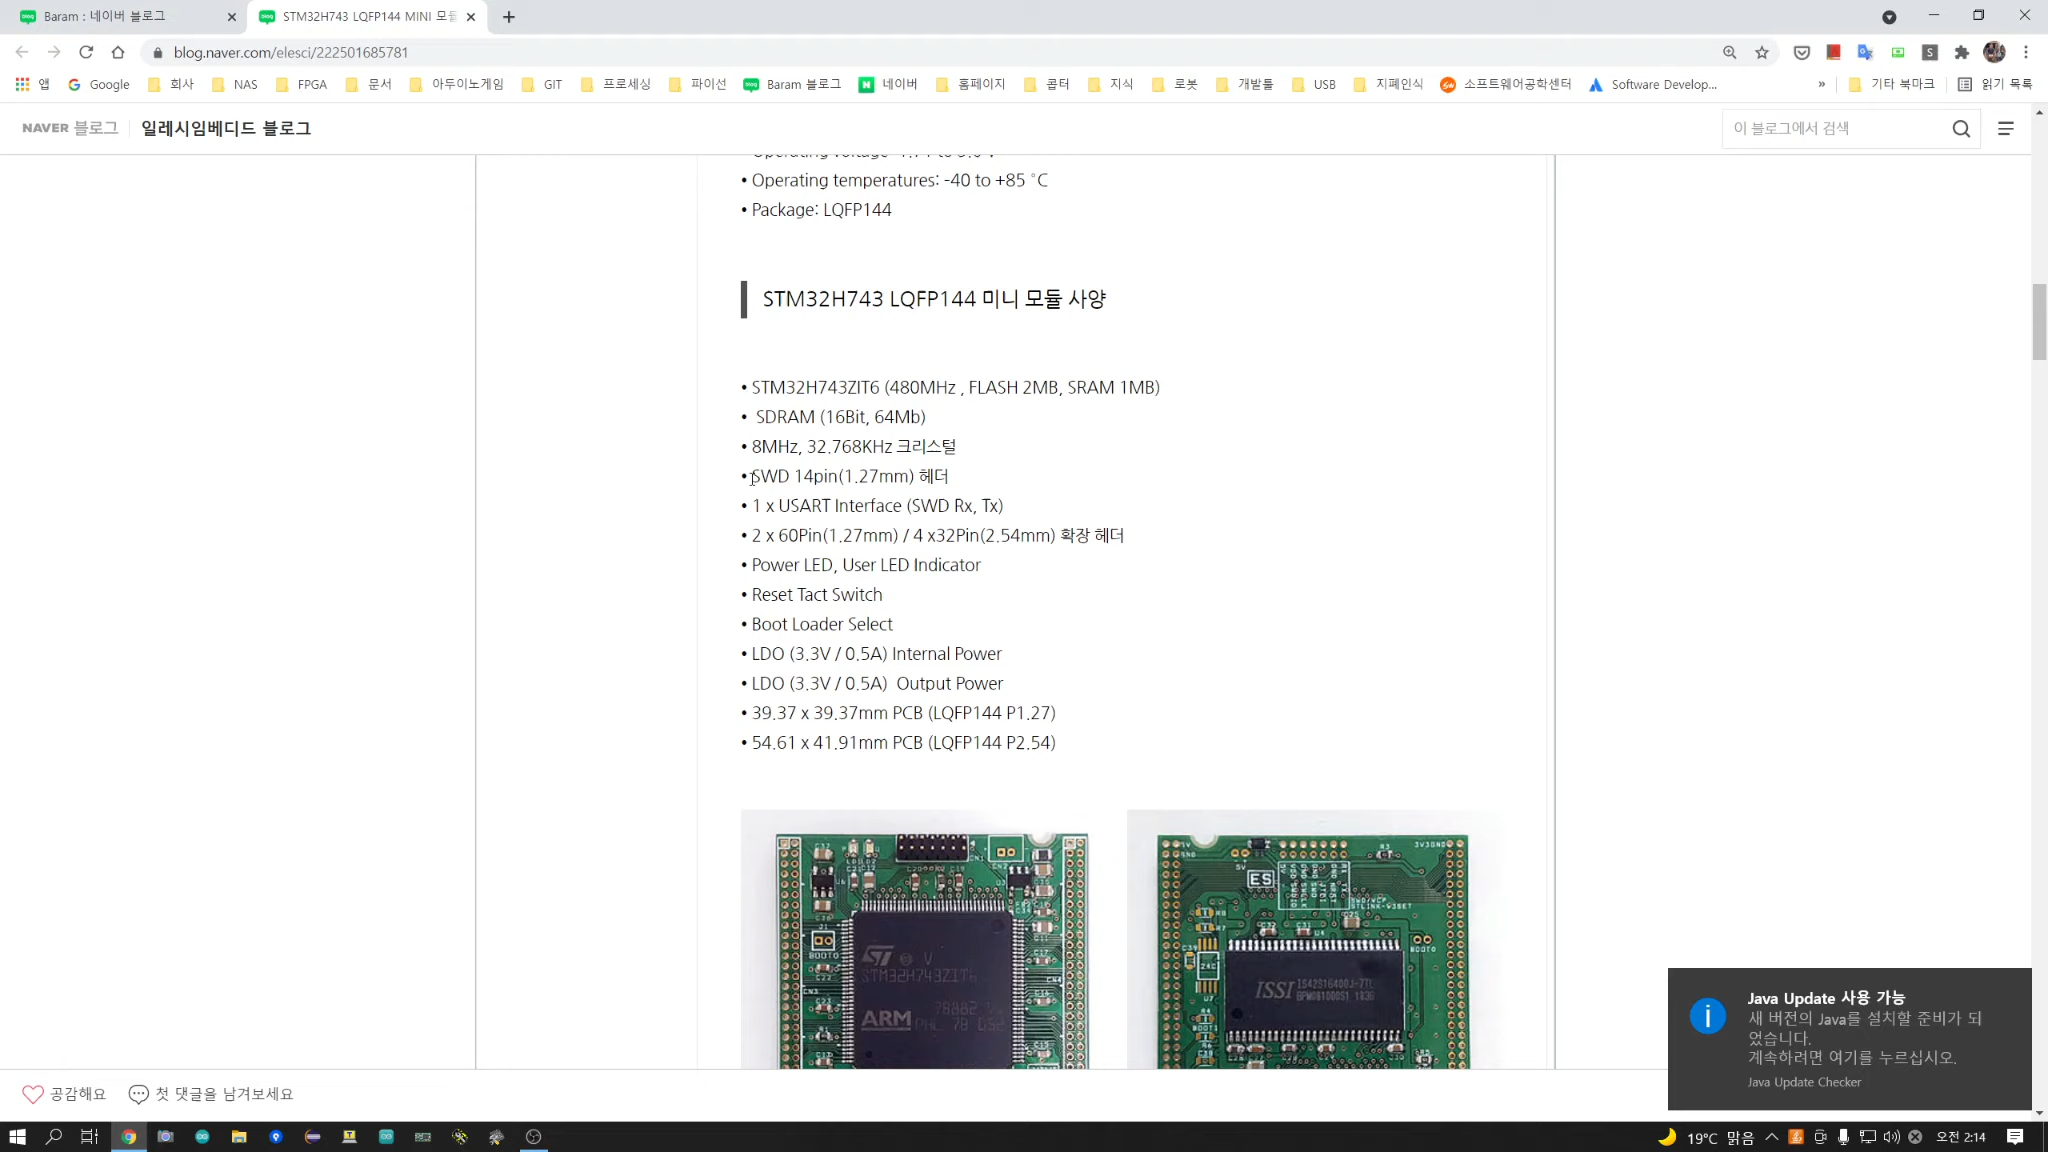 Baram : 네이버 블로그
STM32H743 LQFP144 MINI 모듈
blog.naver.com/elesci/222501685781
앱
Google
회사
NAS
FPGA
문서
아두이노게임
GIT
프로세싱
파이선
Baram 블로그
네이버
홈페이지
콥터
지식
로봇
개발툴
USB
지폐인식
소프트웨어공학센터
Software Develop...
»
기타 북마크
읽기 목록
NAVER 블로그
일레시임베디드 블로그
이 블로그에서 검색
• Operating temperatures: -40 to +85 °C
• Package: LQFP144
STM32H743 LQFP144 미니 모듈 사양
• STM32H743ZIT6 (480MHz , FLASH 2MB, SRAM 1MB)
• SDRAM (16Bit, 64Mb)
• 8MHz, 32.768KHz 크리스털
• SWD 14pin(1.27mm) 헤더
• 1 x USART Interface (SWD Rx, Tx)
• 2 x 60Pin(1.27mm) / 4 x32Pin(2.54mm) 확장 헤더
• Power LED, User LED Indicator
• Reset Tact Switch
• Boot Loader Select
• LDO (3.3V / 0.5A) Internal Power
• LDO (3.3V / 0.5A) Output Power
• 39.37 x 39.37mm PCB (LQFP144 P1.27)
• 54.61 x 41.91mm PCB (LQFP144 P2.54)
CN1
CN2
BOOT0
STM32H743ZIT6
ARM
ES
ISSI
BOOT0
BOOT1
Java Update 사용 가능
새 버전의 Java를 설치할 준비가 되
었습니다.
계속하려면 여기를 누르십시오.
Java Update Checker
공감해요
첫 댓글을 남겨보세요
19°C 맑음
오전 2:14